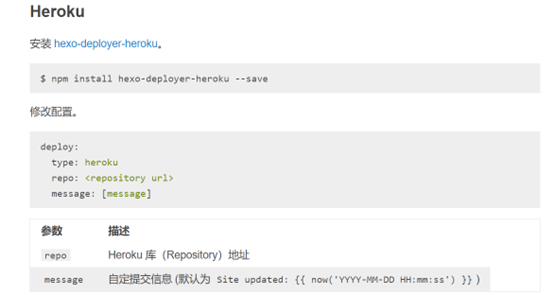 Heroku
安装 hexo-deployer-heroku。
$ npm install hexo-deployer-heroku --save
修改配置。
deploy:
  type: heroku
  repo: <repository url>
  message: [message]
参数 描述
repo Heroku 库（Repository）地址
message 自定提交信息 (默认为 Site updated: {{ now('YYYY-MM-DD HH:mm:ss') }} )